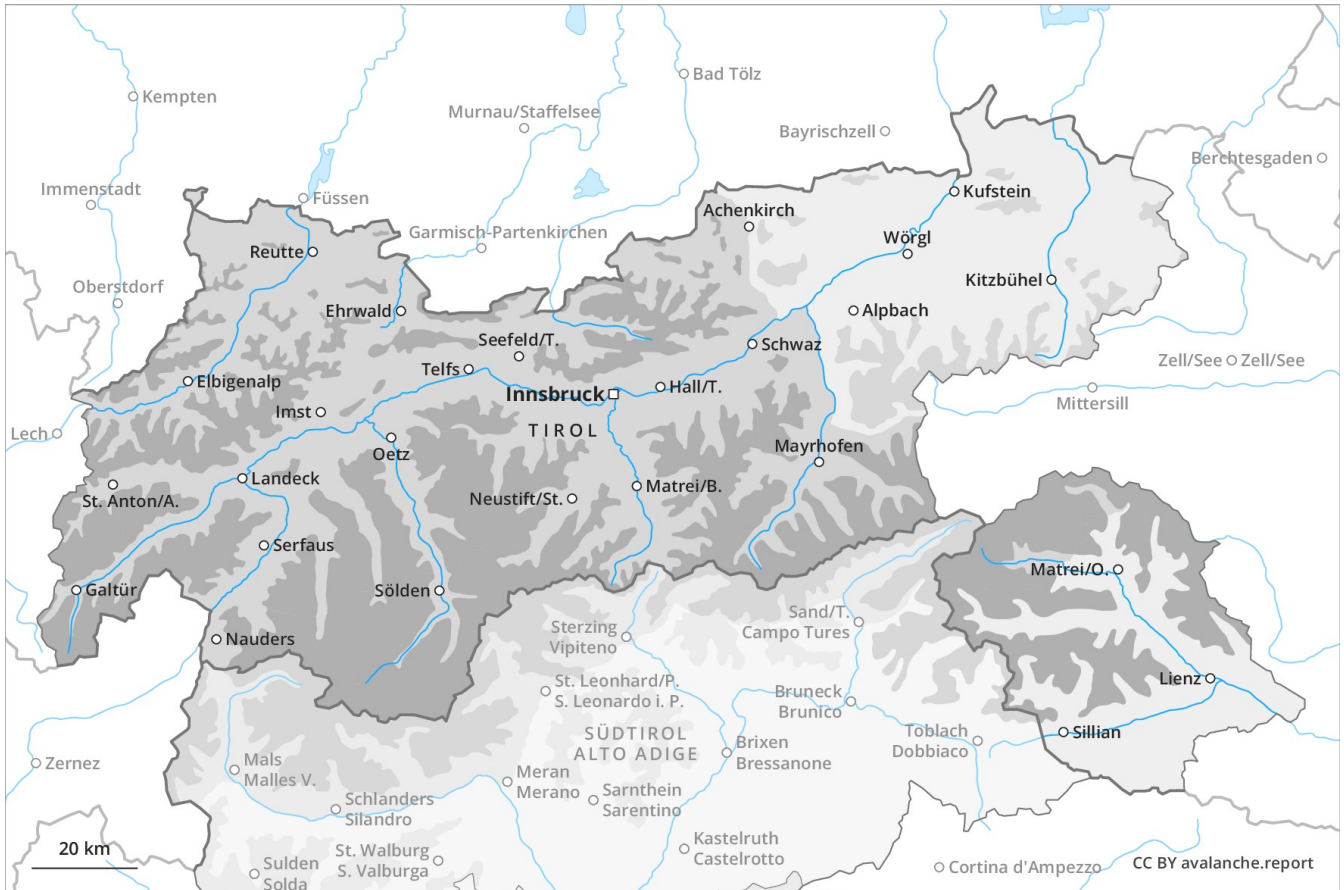 Bad Tölz
Kempten
Murnau/Staffelsee
Bayrischzell
Berchtesgaden
Immenstadt
Füssen
Kufstein
Achenkirch
Garmisch-Partenkirchen
Wörgl
Reutte
Kitzbühel
Oberstdorf
Ehrwald
Alpbach
Seefeld/T.
Schwaz
Telfs
Zell/See
Zell/See
Elbigenalp
Innsbruck
Hall/T.
Mittersill
Imst
TIROL
Lech
Oetz
Mayrhofen
Landeck
St. Anton/A.
Neustift/St.
Matrei/B.
Serfaus
Matrei/O.
Galtür
Sölden
Nauders
Sterzing
Vipiteno
Sand/T.
Campo Tures
St. Leonhard/P.
S. Leonardo i. P.
Bruneck
Brunico
Lienz
SÜDTIROL
ALTO ADIGE
Toblach
Dobbiaco
Sillian
Brixen
Bressanone
Zernez
Mals
Malles V.
Meran
Merano
Schlanders
Silandro
Sarnthein
Sarentino
20 km
St. Walburg
S. Valburga
Kastelruth
Castelrotto
Sulden
Solda
Cortina d'Ampezzo
CC BY avalanche.report